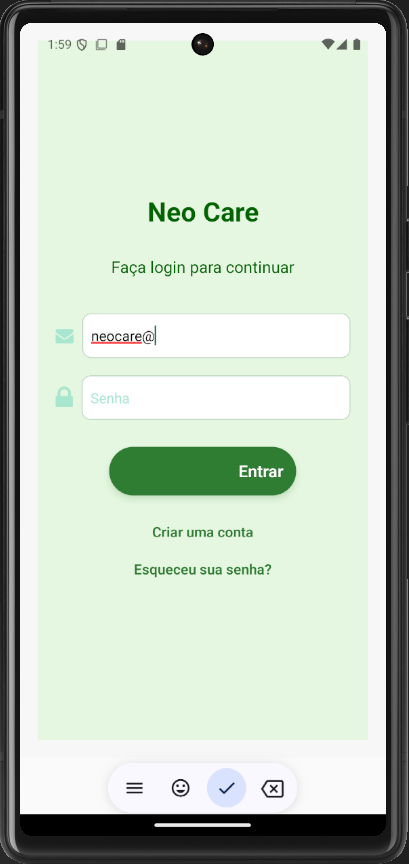 1:59
Neo Care
Faça login para continuar
neocare@
Senha
Entrar
Criar uma conta
Esqueceu sua senha?